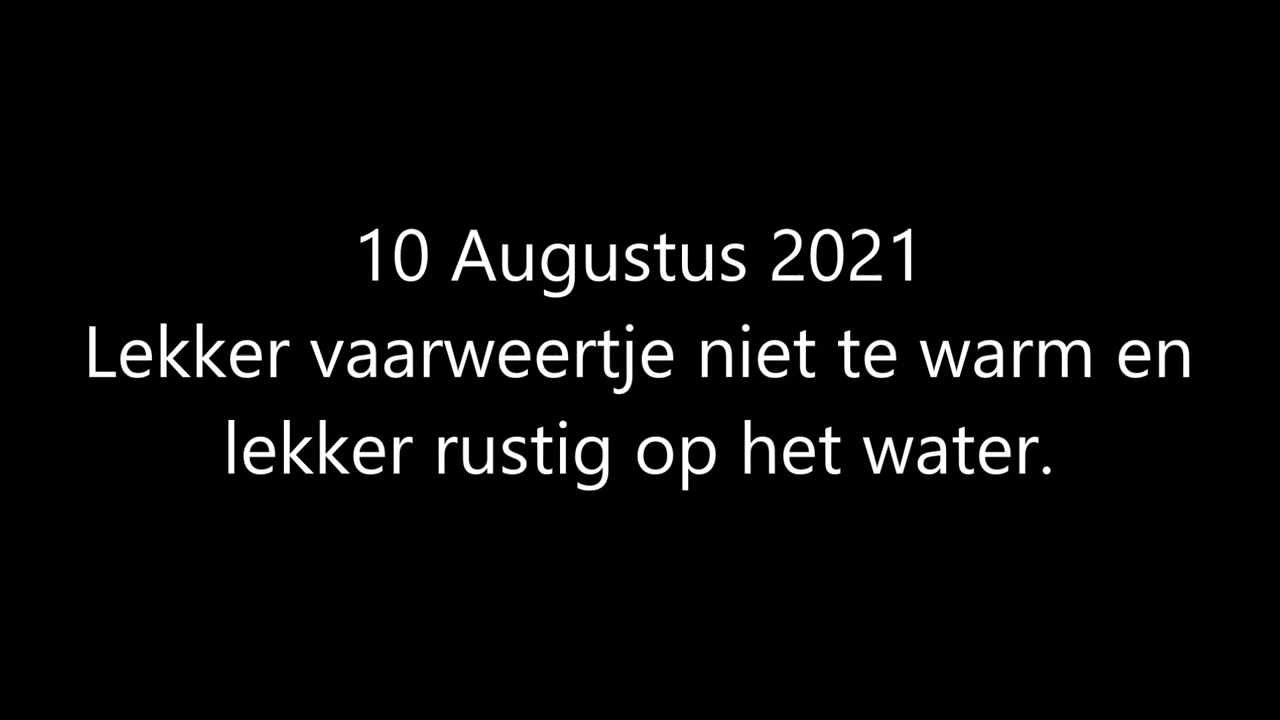 10 Augustus 2021
Lekker vaarweertje niet te warm en
lekker rustig op het water.